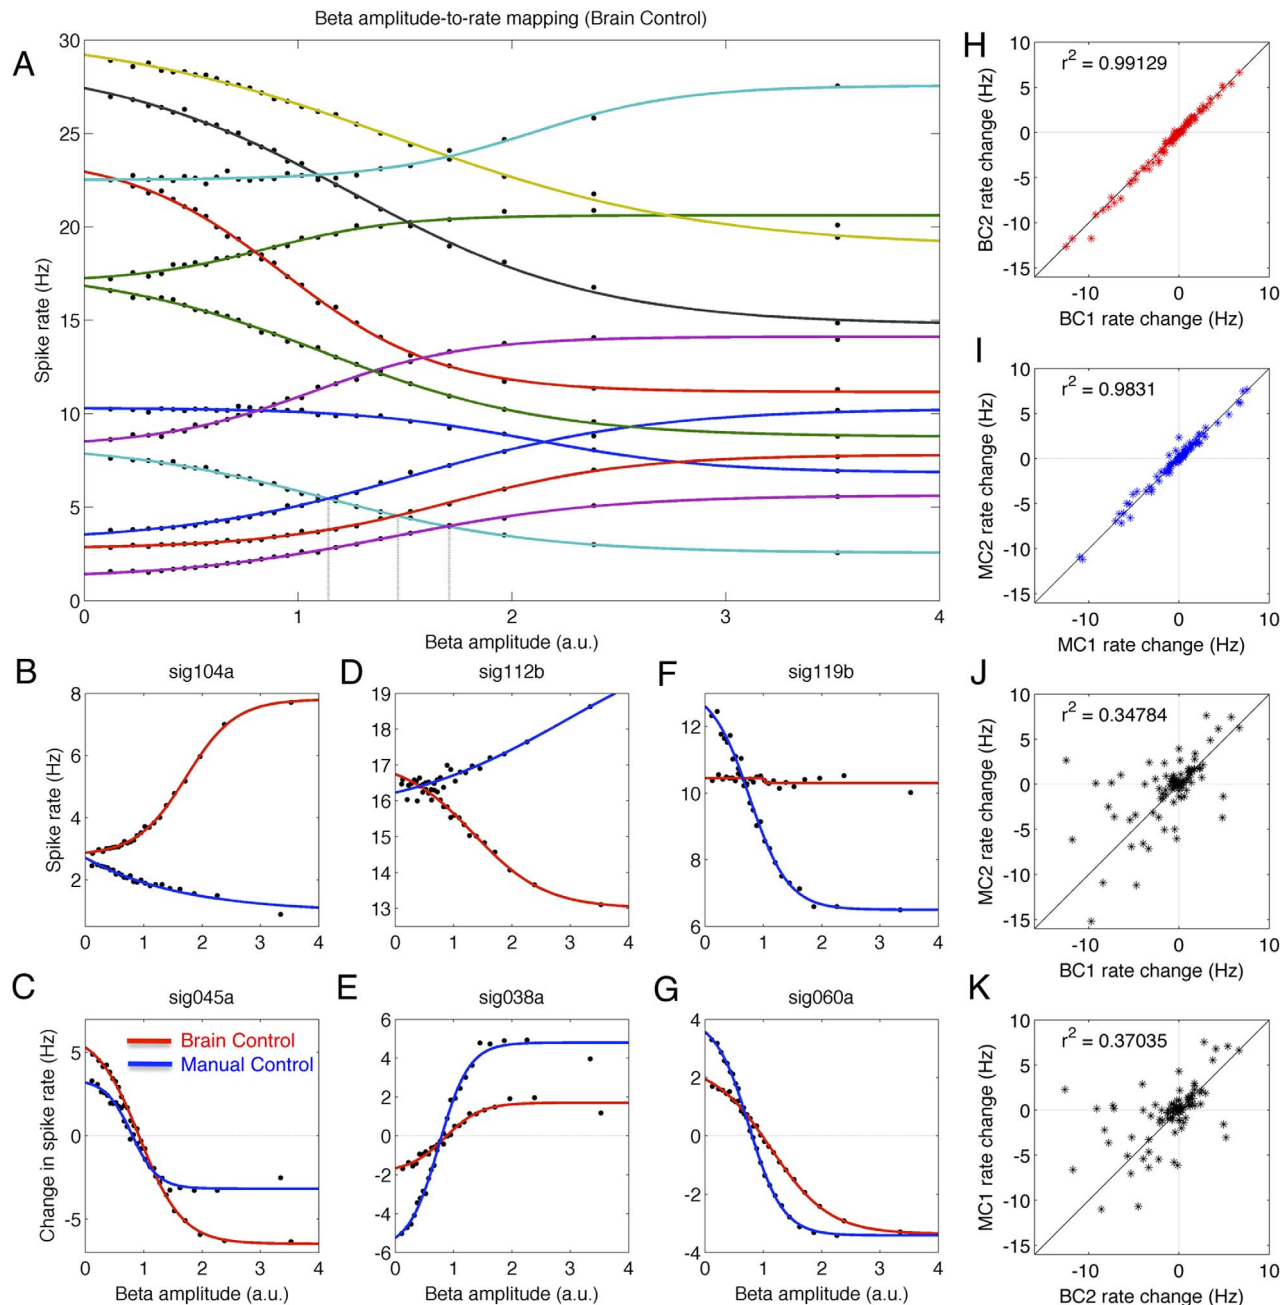 Beta amplitude-to-rate mapping (Brain Control)
A
30
25
20
15
10
5
0
Spike rate (Hz)
0 1 2 3 4
Beta amplitude (a.u.)
H
r² = 0.99129
10
5
0
-5
-10
-15
BC2 rate change (Hz)
-10 0 10
BC1 rate change (Hz)
I
r² = 0.9831
10
5
0
-5
-10
-15
MC2 rate change (Hz)
-10 0 10
MC1 rate change (Hz)
B
sig104a
8
6
4
2
Spike rate (Hz)
0 1 2 3 4
D
sig112b
19
18
17
16
15
14
13
0 1 2 3 4
F
sig119b
12
10
8
6
0 1 2 3 4
J
r² = 0.34784
10
5
0
-5
-10
-15
MC2 rate change (Hz)
-10 0 10
BC1 rate change (Hz)
C
sig045a
Brain Control
Manual Control
5
0
-5
Change in spike rate (Hz)
0 1 2 3 4
Beta amplitude (a.u.)
E
sig038a
6
4
2
0
-2
-4
-6
0 1 2 3 4
Beta amplitude (a.u.)
G
sig060a
4
2
0
-2
-4
0 1 2 3 4
Beta amplitude (a.u.)
K
r² = 0.37035
10
5
0
-5
-10
-15
MC1 rate change (Hz)
-10 0 10
BC2 rate change (Hz)